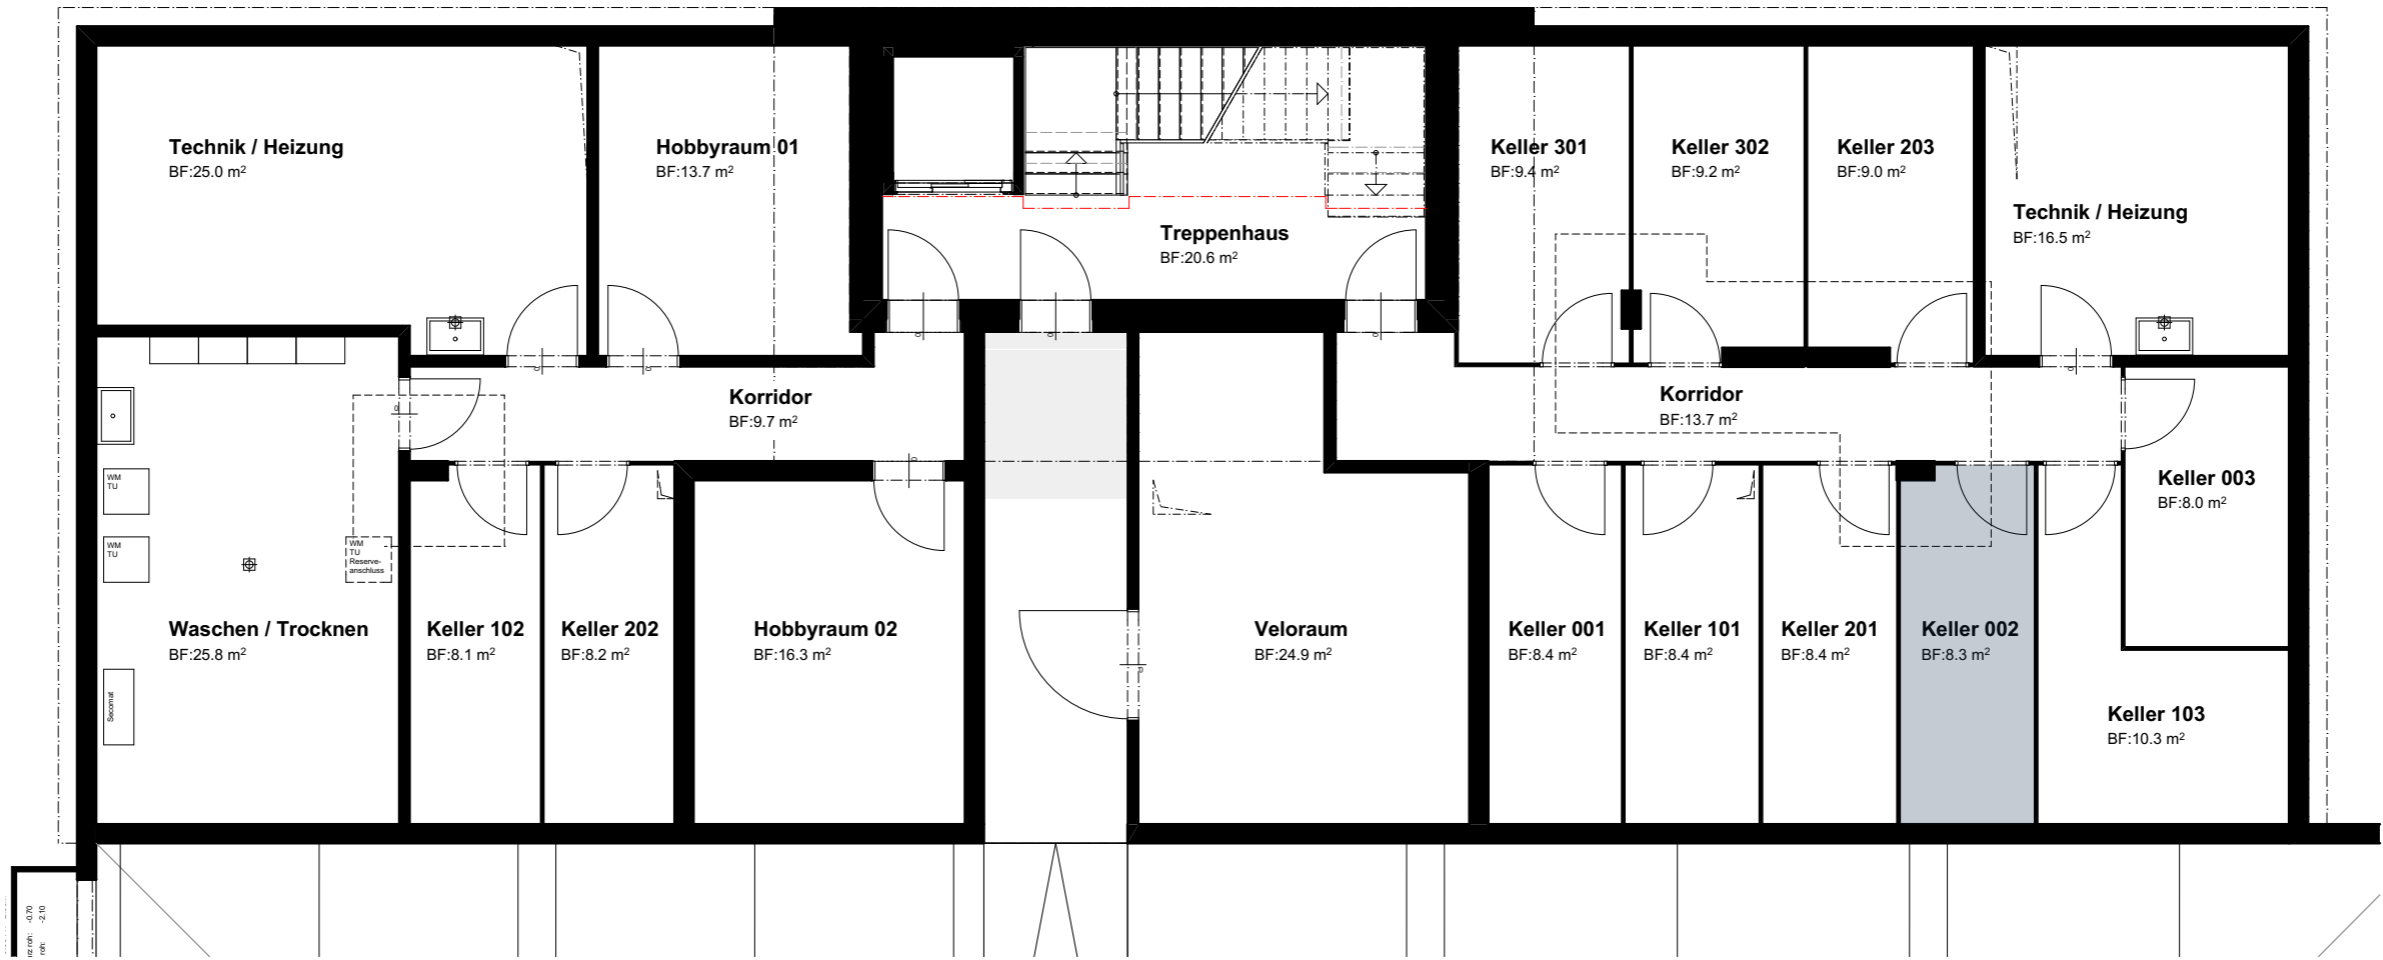 Technik / Heizung
BF:25.0 m²
Hobbyraum 01
BF:13.7 m²
Treppenhaus
BF:20.6 m²
Keller 301
BF:9.4 m²
Keller 302
BF:9.2 m²
Keller 203
BF:9.0 m²
Technik / Heizung
BF:16.5 m²
Korridor
BF:9.7 m²
Korridor
BF:13.7 m²
Keller 003
BF:8.0 m²
WM
TU
WM
TU
WM
TU
Reserve-
anschluss
Waschen / Trocknen
BF:25.8 m²
Keller 102
BF:8.1 m²
Keller 202
BF:8.2 m²
Hobbyraum 02
BF:16.3 m²
Veloraum
BF:24.9 m²
Keller 001
BF:8.4 m²
Keller 101
BF:8.4 m²
Keller 201
BF:8.4 m²
Keller 002
BF:8.3 m²
Keller 103
BF:10.3 m²
Secomat
roh: -0.70
roh: -2.10